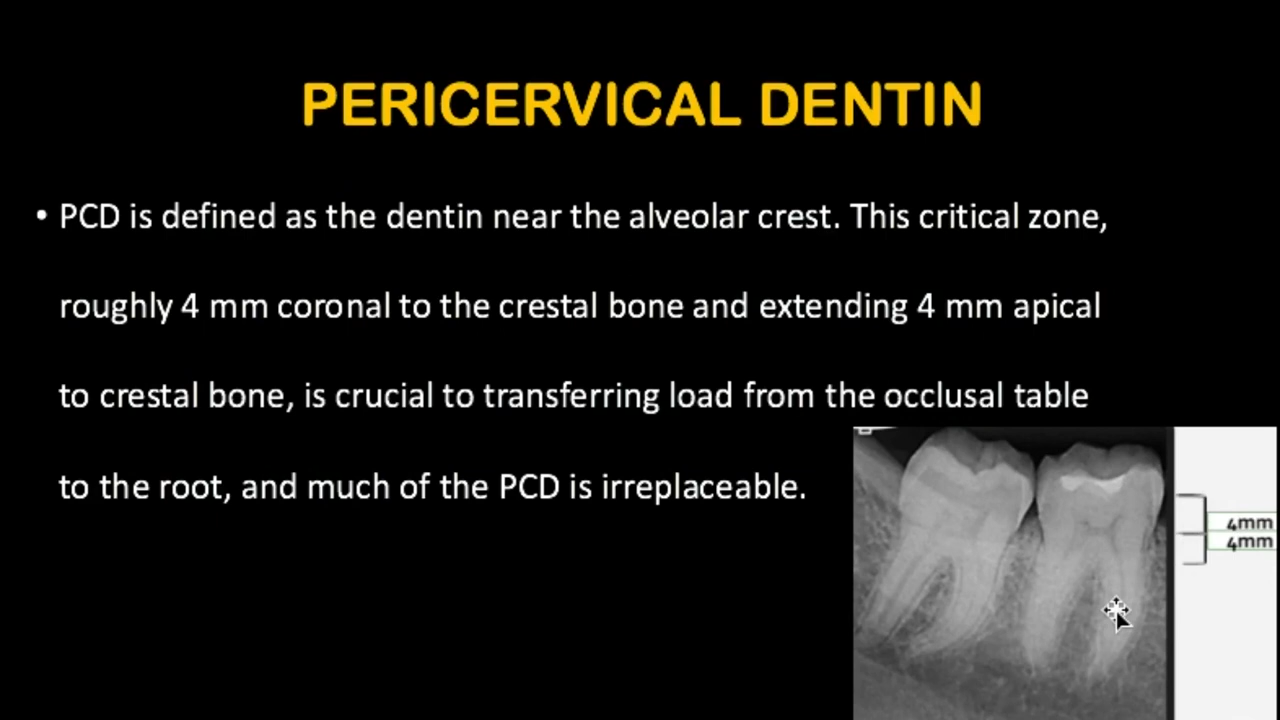 PERICERVICAL DENTIN
• PCD is defined as the dentin near the alveolar crest. This critical zone,
roughly 4 mm coronal to the crestal bone and extending 4 mm apical
to crestal bone, is crucial to transferring load from the occlusal table
to the root, and much of the PCD is irreplaceable.
4mm
4mm